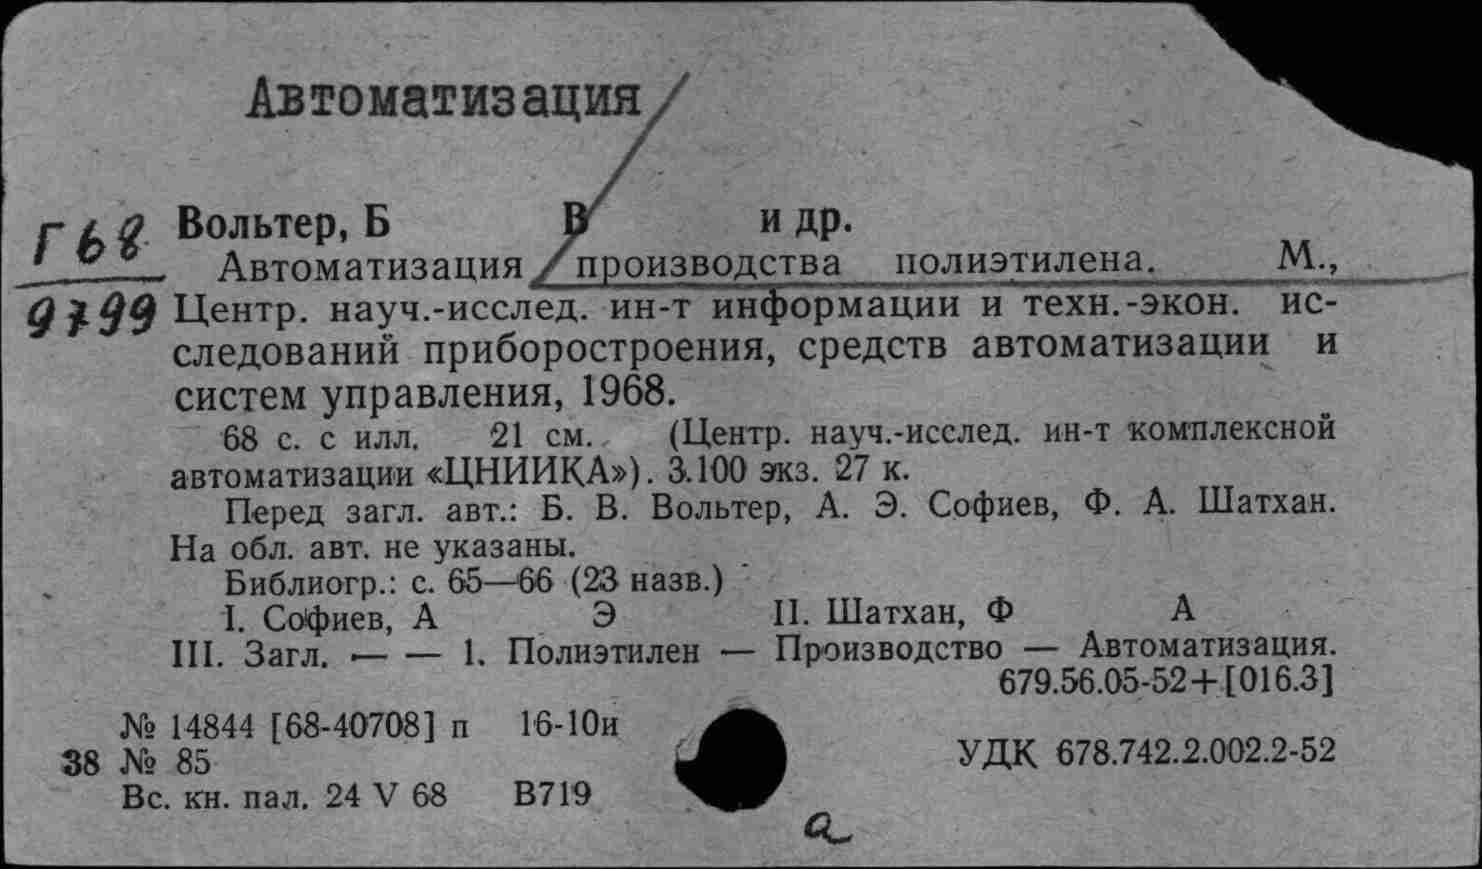 Автоматизация
Г68 Вольтер, Б В и др.
Автоматизация производства полиэтилена. М.,
9799 Центр. науч.-исслед. ин-т информации и техн.-экон. ис-
следований приборостроения, средств автоматизации и
систем управления, 1968.
68 с. с илл. 21 см. (Центр. науч.-исслед. ин-т комплексной
автоматизации «ЦНИИКА»). 3.100 экз. 27 к.
Перед загл. авт.: Б. В. Вольтер, А. Э. Софиев, Ф. А. Шатхан.
На обл. авт. не указаны.
Библиогр.: с. 65—66 (23 назв.)
I. Софиев, А Э II. Шатхан, Ф А
III. Загл. — — 1. Полиэтилен — Производство — Автоматизация.
679.56.05-52+[016.3]
№ 14844 [68-40708] п 16-10и
38 № 85 УДК 678.742.2.002.2-52
Вс. кн. пал. 24 V 68 В719
а